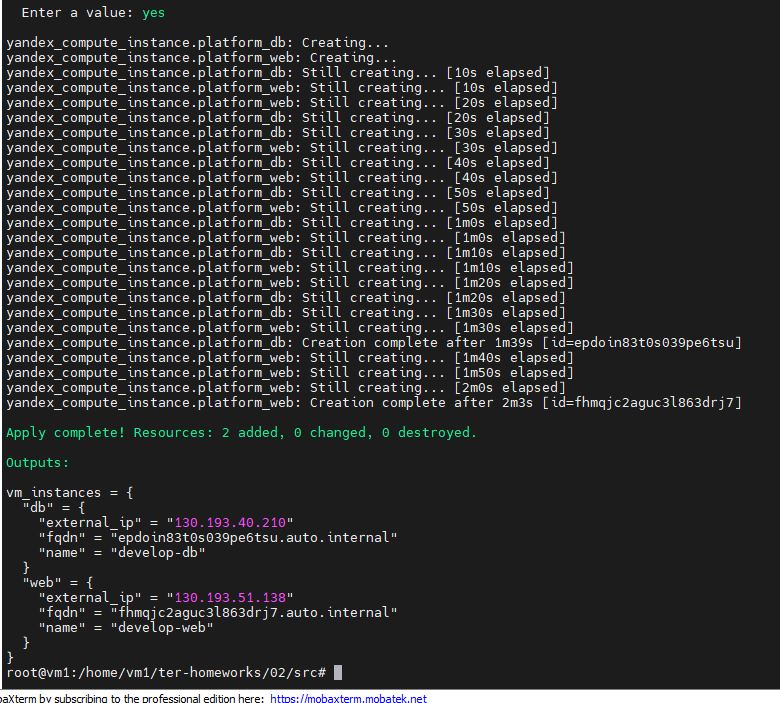 Enter a value: yes
yandex_compute_instance.platform_db: Creating...
yandex_compute_instance.platform_web: Creating...
yandex_compute_instance.platform_db: Still creating... [10s elapsed]
yandex_compute_instance.platform_web: Still creating... [10s elapsed]
yandex_compute_instance.platform_web: Still creating... [20s elapsed]
yandex_compute_instance.platform_db: Still creating... [20s elapsed]
yandex_compute_instance.platform_db: Still creating... [30s elapsed]
yandex_compute_instance.platform_web: Still creating... [30s elapsed]
yandex_compute_instance.platform_db: Still creating... [40s elapsed]
yandex_compute_instance.platform_web: Still creating... [40s elapsed]
yandex_compute_instance.platform_db: Still creating... [50s elapsed]
yandex_compute_instance.platform_web: Still creating... [50s elapsed]
yandex_compute_instance.platform_db: Still creating... [1m0s elapsed]
yandex_compute_instance.platform_web: Still creating... [1m0s elapsed]
yandex_compute_instance.platform_db: Still creating... [1m10s elapsed]
yandex_compute_instance.platform_web: Still creating... [1m10s elapsed]
yandex_compute_instance.platform_web: Still creating... [1m20s elapsed]
yandex_compute_instance.platform_db: Still creating... [1m20s elapsed]
yandex_compute_instance.platform_db: Still creating... [1m30s elapsed]
yandex_compute_instance.platform_web: Still creating... [1m30s elapsed]
yandex_compute_instance.platform_db: Creation complete after 1m39s [id=epdoin83t0s039pe6tsu]
yandex_compute_instance.platform_web: Still creating... [1m40s elapsed]
yandex_compute_instance.platform_web: Still creating... [1m50s elapsed]
yandex_compute_instance.platform_web: Still creating... [2m0s elapsed]
yandex_compute_instance.platform_web: Creation complete after 2m3s [id=fhmqjc2aguc3l863drj7]
Apply complete! Resources: 2 added, 0 changed, 0 destroyed.
Outputs:
vm_instances = {
"db" = {
"external_ip" = "130.193.40.210"
"fqdn" = "epdoin83t0s039pe6tsu.auto.internal"
"name" = "develop-db"
}
"web" = {
"external_ip" = "130.193.51.138"
"fqdn" = "fhmqjc2aguc3l863drj7.auto.internal"
"name" = "develop-web"
}
}
root@vm1:/home/vm1/ter-homeworks/02/src#
baXterm by subscribing to the professional edition here: https://mobaxterm.mobatek.net